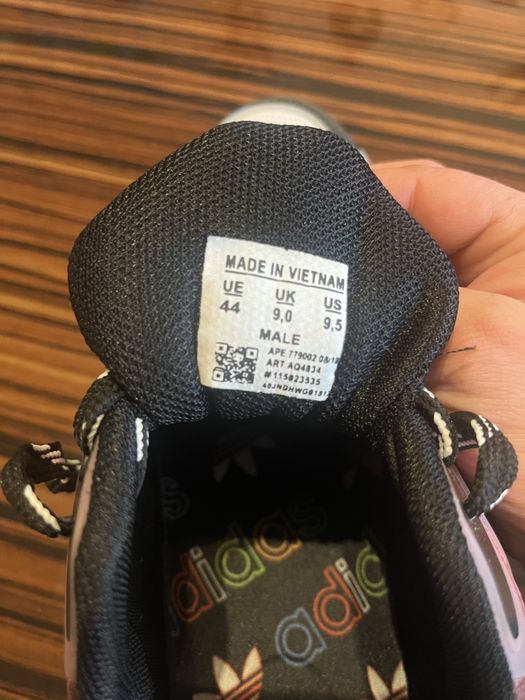 MADE IN VIETNAM
UE UK US
44 9,0 9,5
MALE
APE 779002 08/18
ART AQ4834
#115823535
adidas
adid